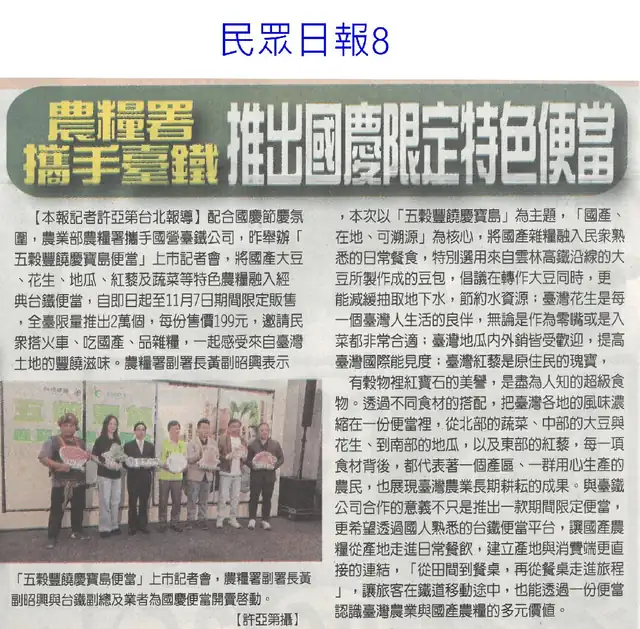 民眾日報8
農糧署
攜手臺鐵
推出國慶限定特色便當
【本報記者許亞第台北報導】配合國慶節慶氛
圍，農業部農糧署攜手國營臺鐵公司，昨舉辦「
五穀豐饒慶寶島便當」上市記者會，將國產大豆
、花生、地瓜、紅藜及蔬菜等特色農糧融入經
典台鐵便當，自即日起至11月7日期間限定販售
，全臺限量推出2萬個，每份售價199元，邀請民
眾搭火車、吃國產、品雜糧，一起感受來自臺灣
土地的豐饒滋味。農糧署副署長黃副昭興表示
，本次以「五穀豐饒慶寶島」為主題，「國產、
在地、可溯源」為核心，將國產雜糧融入民眾熟
悉的日常餐食，特別選用來自雲林高鐵沿線的大
豆所製作成的豆包，倡議在轉作大豆同時，更
能減緩抽取地下水，節約水資源；臺灣花生是每
一個臺灣人生活的良伴，無論是作為零嘴或是入
菜都非常合適；臺灣地瓜內外銷皆受歡迎，提高
臺灣國際能見度；臺灣紅藜是原住民的瑰寶，
有穀物裡紅寶石的美譽，是盡為人知的超級食
物。透過不同食材的搭配，把臺灣各地的風味濃
縮在一份便當裡，從北部的蔬菜、中部的大豆與
花生、到南部的地瓜，以及東部的紅藜，每一項
食材背後，都代表著一個產區、一群用心生產的
農民，也展現臺灣農業長期耕耘的成果。與臺鐵
公司合作的意義不只是推出一款期間限定便當，
更希望透過國人熟悉的台鐵便當平台，讓國產農
糧從產地走進日常餐飲，建立產地與消費端更直
接的連結，「從田間到餐桌，再從餐桌走進旅程
」，讓旅客在鐵道移動途中，也能透過一份便當
認識臺灣農業與國產農糧的多元價值。
「五穀豐饒慶寶島便當」上市記者會，農糧署副署長黃
副昭興與台鐵副總及業者為國慶便當開賣啓動。
【許亞第攝】